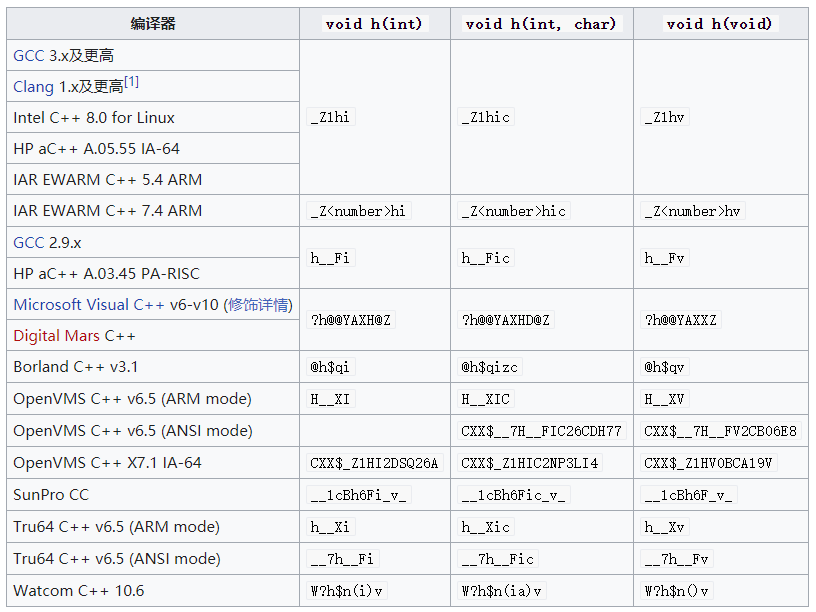 编译器 void h(int) void h(int, char) void h(void)
GCC 3.x及更高
Clang 1.x及更高[1]
Intel C++ 8.0 for Linux _Z1hi _Z1hic _Z1hv
HP aC++ A.05.55 IA-64
IAR EWARM C++ 5.4 ARM
IAR EWARM C++ 7.4 ARM _Z<number>hi _Z<number>hic _Z<number>hv
GCC 2.9.x
h__Fi h__Fic h__Fv
HP aC++ A.03.45 PA-RISC
Microsoft Visual C++ v6-v10 (修饰详情)
?h@@YAXH@Z ?h@@YAXHD@Z ?h@@YAXXZ
Digital Mars C++
Borland C++ v3.1 @h$qi @h$qizc @h$qv
OpenVMS C++ v6.5 (ARM mode) H__XI H__XIC H__XV
OpenVMS C++ v6.5 (ANSI mode) CXX$__7H__FIC26CDH77 CXX$__7H__FV2CB06E8
OpenVMS C++ X7.1 IA-64 CXX$_Z1HI2DSQ26A CXX$_Z1HIC2NP3LI4 CXX$_Z1HV0BCA19V
SunPro CC __1cBh6Fi_v_ __1cBh6Fic_v_ __1cBh6F_v_
Tru64 C++ v6.5 (ARM mode) h__Xi h__Xic h__Xv
Tru64 C++ v6.5 (ANSI mode) __7h__Fi __7h__Fic __7h__Fv
Watcom C++ 10.6 W?h$n(i)v W?h$n(ia)v W?h$n()v